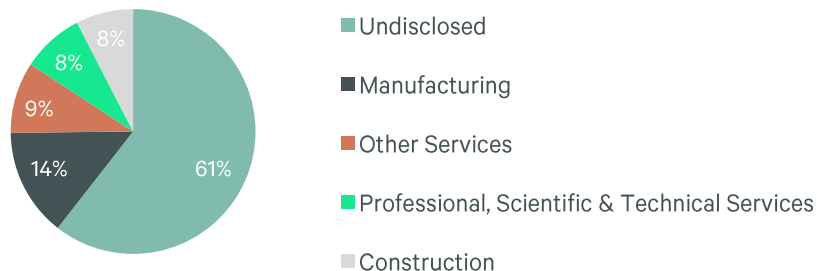 8%
8%
9%
14%
61%
Undisclosed
Manufacturing
Other Services
Professional, Scientific & Technical Services
Construction